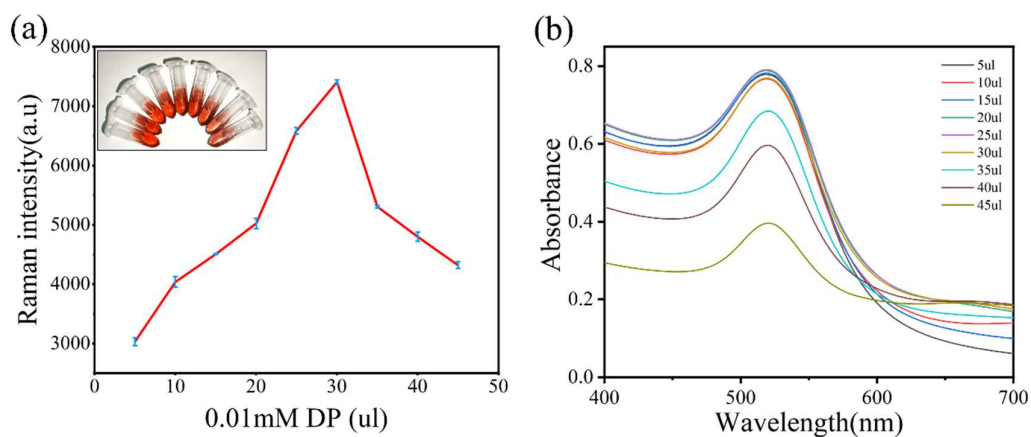 (a)
8000
7000
6000
5000
4000
3000
Raman intensity(a.u)
0
10
20
30
40
50
0.01mM DP (ul)
(b)
0.8
0.6
0.4
0.2
0.0
Absorbance
5ul
10ul
15ul
20ul
25ul
30ul
35ul
40ul
45ul
400
500
600
700
Wavelength(nm)